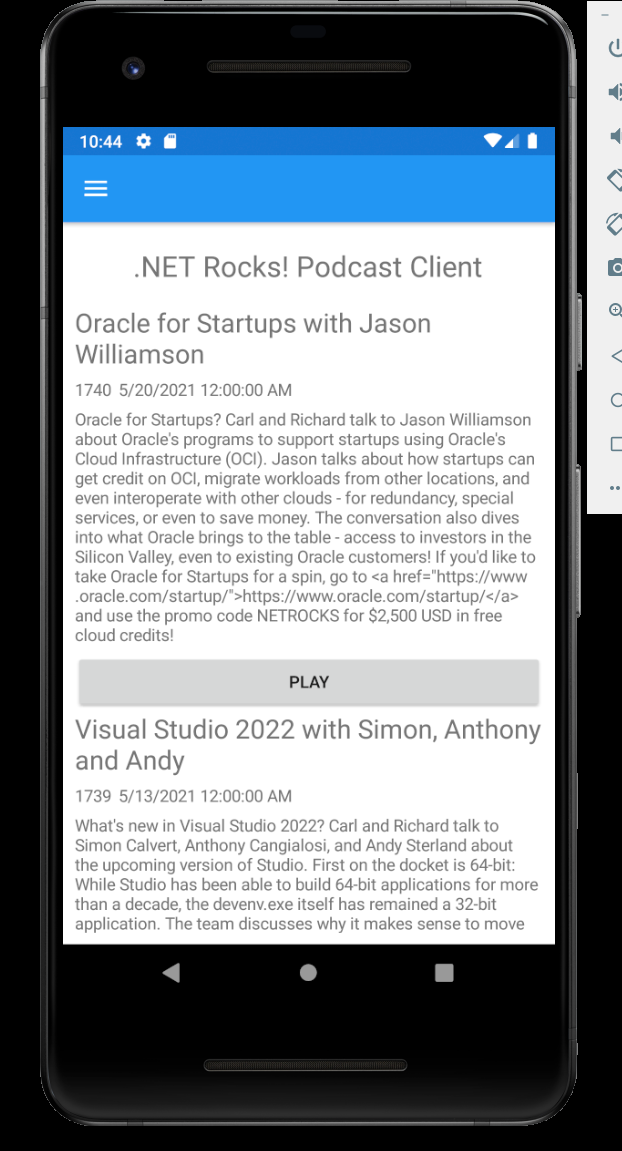 10:44
.NET Rocks! Podcast Client
Oracle for Startups with Jason
Williamson
1740 5/20/2021 12:00:00 AM
Oracle for Startups? Carl and Richard talk to Jason Williamson
about Oracle's programs to support startups using Oracle's
Cloud Infrastructure (OCI). Jason talks about how startups can
get credit on OCI, migrate workloads from other locations, and
even interoperate with other clouds - for redundancy, special
services, or even to save money. The conversation also dives
into what Oracle brings to the table - access to investors in the
Silicon Valley, even to existing Oracle customers! If you'd like to
take Oracle for Startups for a spin, go to <a href="https://www
.oracle.com/startup/">https://www.oracle.com/startup/</a>
and use the promo code NETROCKS for $2,500 USD in free
cloud credits!
PLAY
Visual Studio 2022 with Simon, Anthony
and Andy
1739 5/13/2021 12:00:00 AM
What's new in Visual Studio 2022? Carl and Richard talk to
Simon Calvert, Anthony Cangialosi, and Andy Sterland about
the upcoming version of Studio. First on the docket is 64-bit:
While Studio has been able to build 64-bit applications for more
than a decade, the devenv.exe itself has remained a 32-bit
application. The team discusses why it makes sense to move